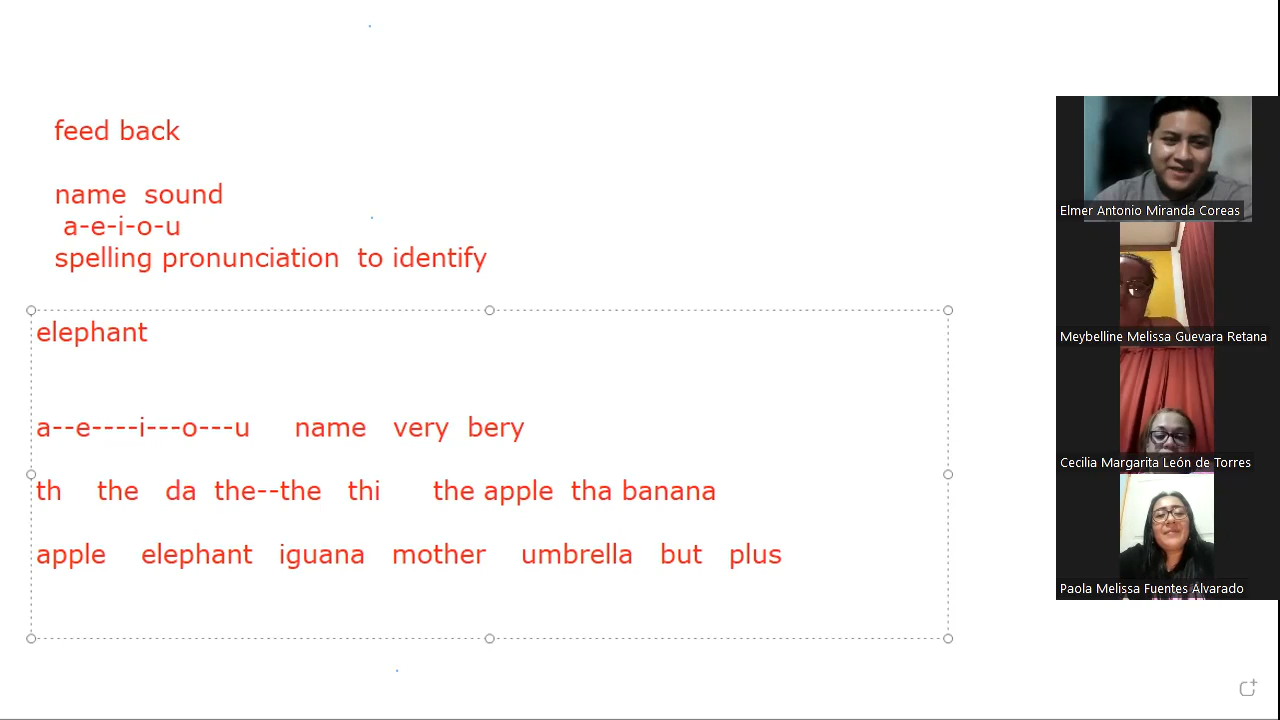 feed back
name sound
a-e-i-o-u
spelling pronunciation to identify
elephant
a--e----i---o---u name very bery
th the da the--the thi the apple tha banana
apple elephant iguana mother umbrella but plus
Elmer Antonio Miranda Coreas
Meybelline Melissa Guevara Retana
Cecilia Margarita León de Torres
Paola Melissa Fuentes Alvarado